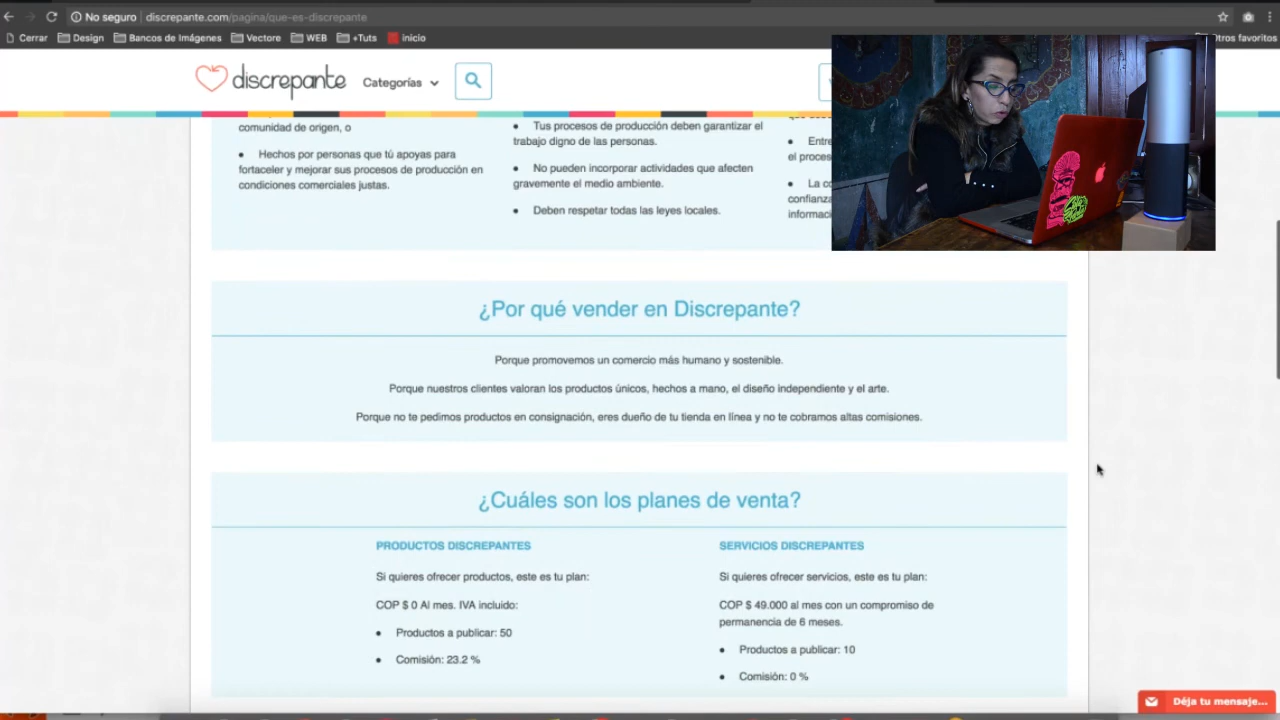 No seguro discrepante.com/pagina/que-es-discrepante
Cerrar Design Bancos de Imágenes Vectore WEB +Tuts Inicio otros favoritos
discrepante Categorías
comunidad de origen, o
• Hechos por personas que tú apoyas para
fortaceler y mejorar sus procesos de producción en
condiciones comerciales justas.
• Tus procesos de producción deben garantizar el
trabajo digno de las personas.
• No pueden incorporar actividades que afecten
gravemente el medio ambiente.
• Deben respetar todas las leyes locales.
• Entre
el proces
• La co
confianza
informaci
¿Por qué vender en Discrepante?
Porque promovemos un comercio más humano y sostenible.
Porque nuestros clientes valoran los productos únicos, hechos a mano, el diseño independiente y el arte.
Porque no te pedimos productos en consignación, eres dueño de tu tienda en línea y no te cobramos altas comisiones.
¿Cuáles son los planes de venta?
PRODUCTOS DISCREPANTES
Si quieres ofrecer productos, este es tu plan:
COP $ 0 Al mes. IVA incluido:
• Productos a publicar: 50
• Comisión: 23.2 %
SERVICIOS DISCREPANTES
Si quieres ofrecer servicios, este es tu plan:
COP $ 49.000 al mes con un compromiso de
permanencia de 6 meses.
• Productos a publicar: 10
• Comisión: 0 %
Déja tu mensaje...